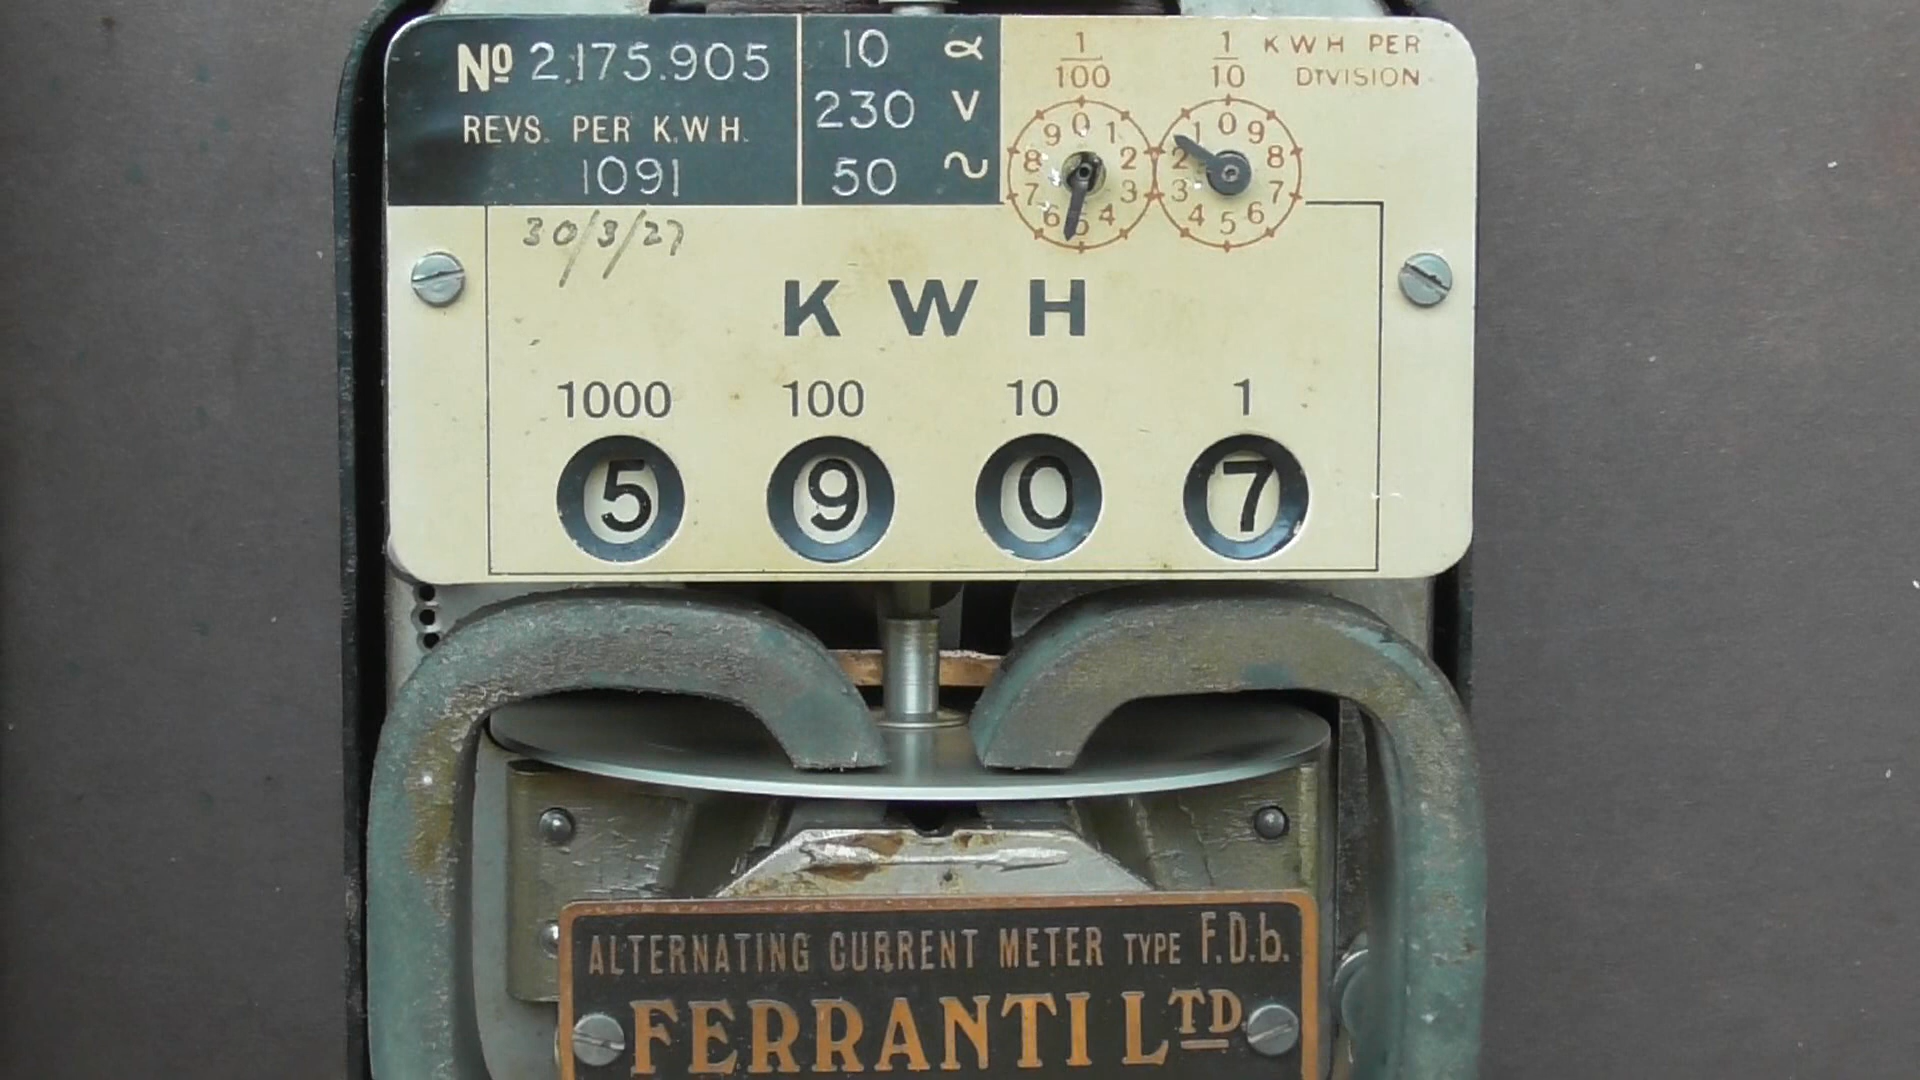 Nº 2,175.905
REVS. PER K.W.H.
1091
10 ∝
230 V
50 ~
1/100
1/10
KWH PER
DIVISION
0 1 2 3 4 5 6 7 8 9
0 9 8 7 6 5 4 3 2 1
30/3/27
KWH
1000 100 10 1
5 9 0 7
ALTERNATING CURRENT METER TYPE F.D.b.
FERRANTI LTD